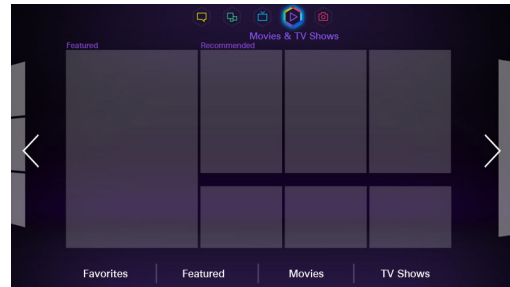 Movies & TV Shows
Featured
Recommended
Favorites
Featured
Movies
TV Shows